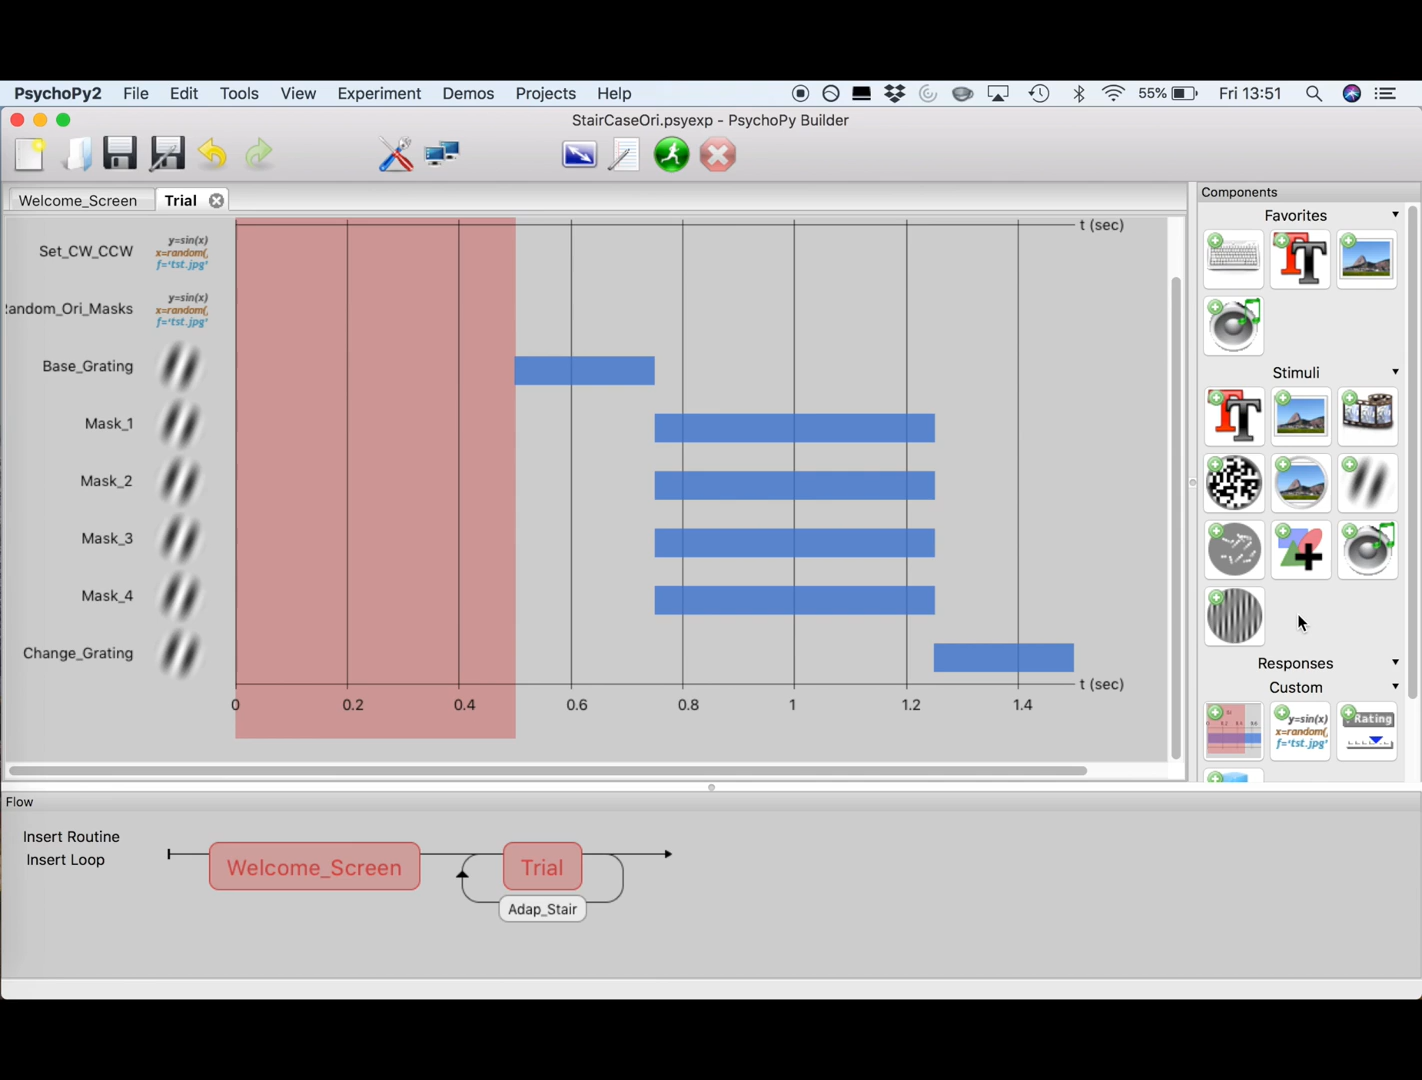 PsychoPy2 File Edit Tools View Experiment Demos Projects Help 55% Fri 13:51
StairCaseOri.psyexp - PsychoPy Builder
Welcome_Screen Trial
Components
Favorites
Stimuli
Responses
Custom
y=sin(x)
x=random(,
f='tst.jpg'
Rating
t (sec)
Set_CW_CCW
y=sin(x)
x=random(,
f='tst.jpg'
andom_Ori_Masks
y=sin(x)
x=random(,
f='tst.jpg'
Base_Grating
Mask_1
Mask_2
Mask_3
Mask_4
Change_Grating
t (sec)
0 0.2 0.4 0.6 0.8 1 1.2 1.4
Flow
Insert Routine
Insert Loop
Welcome_Screen Trial
Adap_Stair